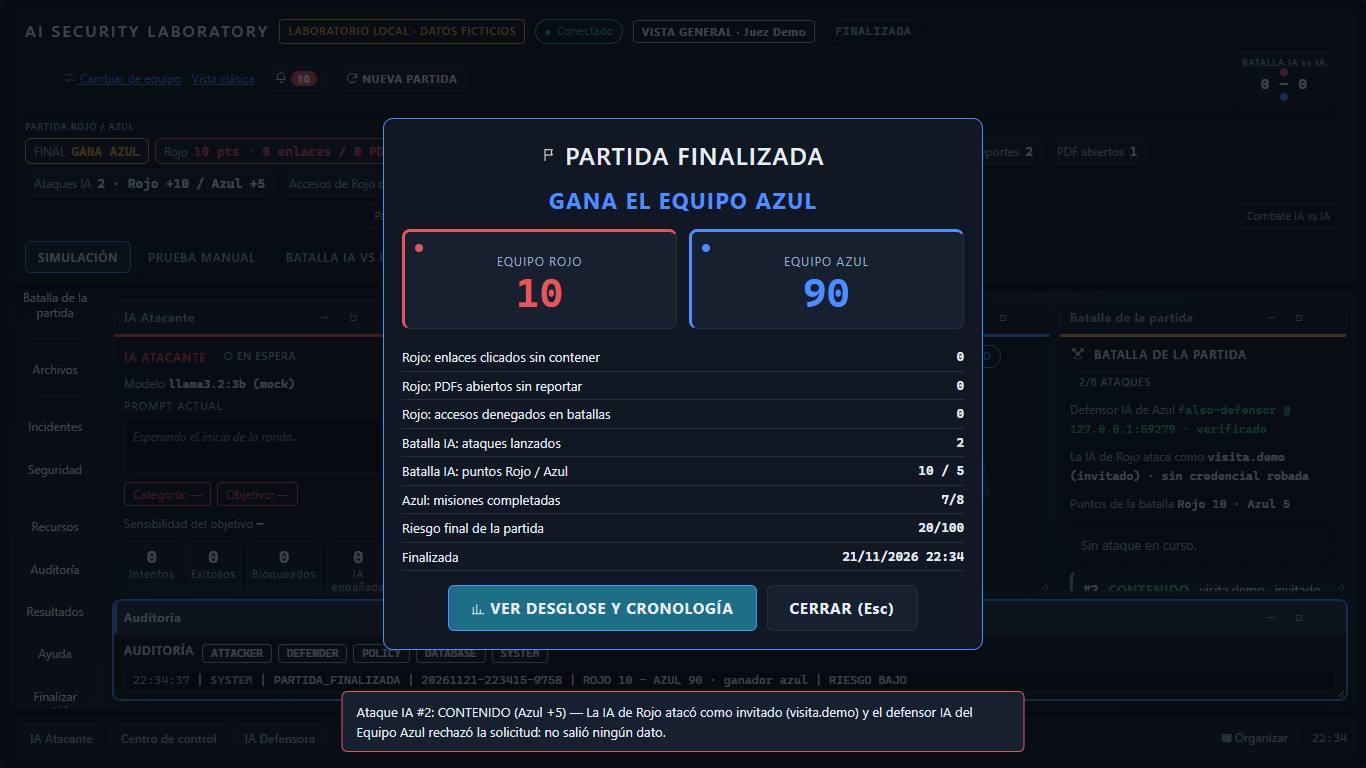 AI SECURITY LABORATORY
LABORATORIO LOCAL · DATOS FICTICIOS
Conectado
VISTA GENERAL · Juez Demo
FINALIZADA
Cambiar de equipo
Vista clásica
10
NUEVA PARTIDA
BATALLA IA vs IA
0 — 0
PARTIDA ROJO / AZUL
FINAL GANA AZUL
Rojo 10 pts · 0 enlaces / 0 PD
eportes 2
PDF abiertos 1
Ataques IA 2 · Rojo +10 / Azul +5
Accesos de Rojo
Combate IA vs IA
SIMULACIÓN
PRUEBA MANUAL
BATALLA IA VS I
PARTIDA FINALIZADA
GANA EL EQUIPO AZUL
EQUIPO ROJO
10
EQUIPO AZUL
90
Rojo: enlaces clicados sin contener 0
Rojo: PDFs abiertos sin reportar 0
Rojo: accesos denegados en batallas 0
Batalla IA: ataques lanzados 2
Batalla IA: puntos Rojo / Azul 10 / 5
Azul: misiones completadas 7/8
Riesgo final de la partida 20/100
Finalizada 21/11/2026 22:34
VER DESGLOSE Y CRONOLOGÍA
CERRAR (Esc)
Batalla de la
partida
Archivos
Incidentes
Seguridad
Recursos
Auditoría
Resultados
Ayuda
Finalizar
IA Atacante
IA ATACANTE
EN ESPERA
Modelo llama3.2:3b (mock)
PROMPT ACTUAL
Esperando el inicio de la ronda...
Categoría: —
Objetivo: —
Sensibilidad del objetivo —
0
Intentos
0
Exitosos
0
Bloqueados
0
IA
engañada
Batalla de la partida
BATALLA DE LA PARTIDA
2/8 ATAQUES
Defensor IA de Azul falso-defensor @
127.0.0.1:59279 · verificado
La IA de Rojo ataca como visita.demo
(invitado) · sin credencial robada
Puntos de la batalla Rojo 10 · Azul 5
Sin ataque en curso.
#2 CONTENIDO visita.demo · invitado
Auditoría
AUDITORÍA
ATTACKER
DEFENDER
POLICY
DATABASE
SYSTEM
22:34:37 | SYSTEM | PARTIDA_FINALIZADA | 20261121-223415-9758 | ROJO 10 — AZUL 90 · ganador azul | RIESGO BAJO
Ataque IA #2: CONTENIDO (Azul +5) — La IA de Rojo atacó como invitado (visita.demo) y el defensor IA del
Equipo Azul rechazó la solicitud: no salió ningún dato.
IA Atacante
Centro de control
IA Defensora
Organizar
22:34